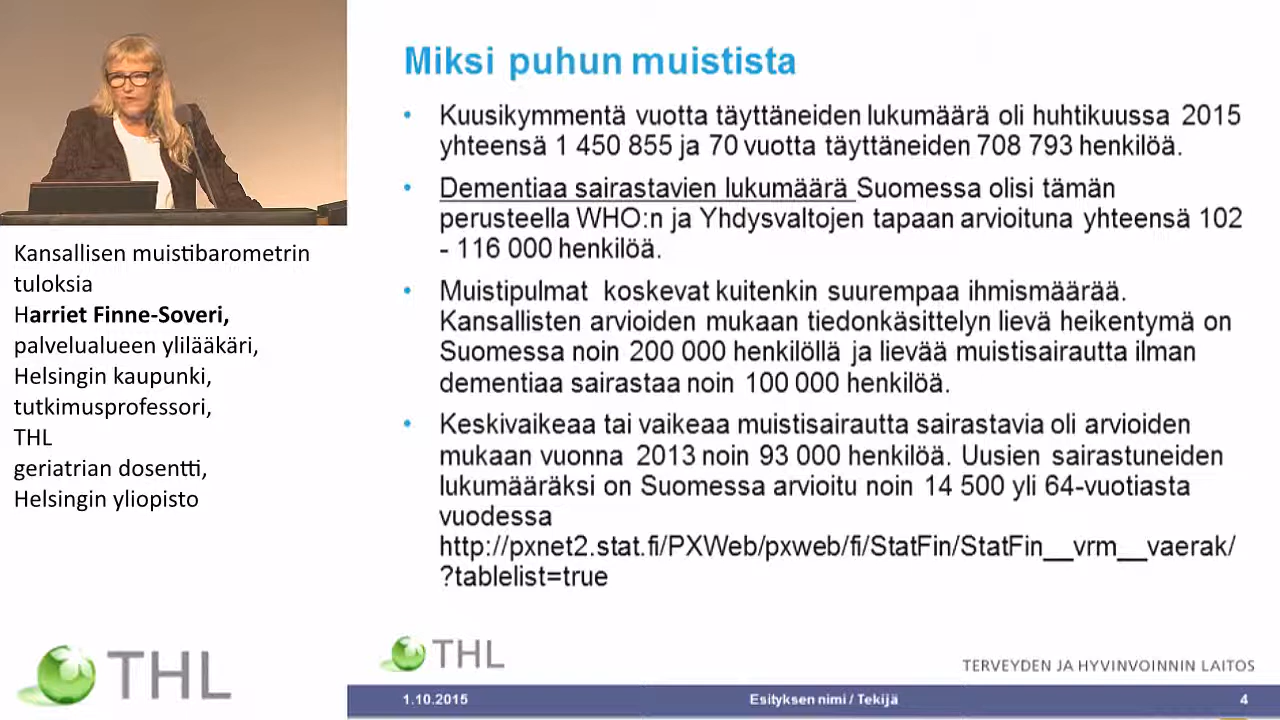 Kansallisen muistibarometrin
tuloksia
Harriet Finne-Soveri,
palvelualueen ylilääkäri,
Helsingin kaupunki,
tutkimusprofessori,
THL
geriatrian dosentti,
Helsingin yliopisto
THL
Miksi puhun muistista
• Kuusikymmentä vuotta täyttäneiden lukumäärä oli huhtikuussa 2015
yhteensä 1 450 855 ja 70 vuotta täyttäneiden 708 793 henkilöä.
• Dementiaa sairastavien lukumäärä Suomessa olisi tämän
perusteella WHO:n ja Yhdysvaltojen tapaan arvioituna yhteensä 102
- 116 000 henkilöä.
• Muistipulmat koskevat kuitenkin suurempaa ihmismäärää.
Kansallisten arvioiden mukaan tiedonkäsittelyn lievä heikentymä on
Suomessa noin 200 000 henkilöllä ja lievää muistisairautta ilman
dementiaa sairastaa noin 100 000 henkilöä.
• Keskivaikeaa tai vaikeaa muistisairautta sairastavia oli arvioiden
mukaan vuonna 2013 noin 93 000 henkilöä. Uusien sairastuneiden
lukumääräksi on Suomessa arvioitu noin 14 500 yli 64-vuotiasta
vuodessa
http://pxnet2.stat.fi/PXWeb/pxweb/fi/StatFin/StatFin__vrm__vaerak/
?tablelist=true
THL
TERVEYDEN JA HYVINVOINNIN LAITOS
1.10.2015
Esityksen nimi / Tekijä
4